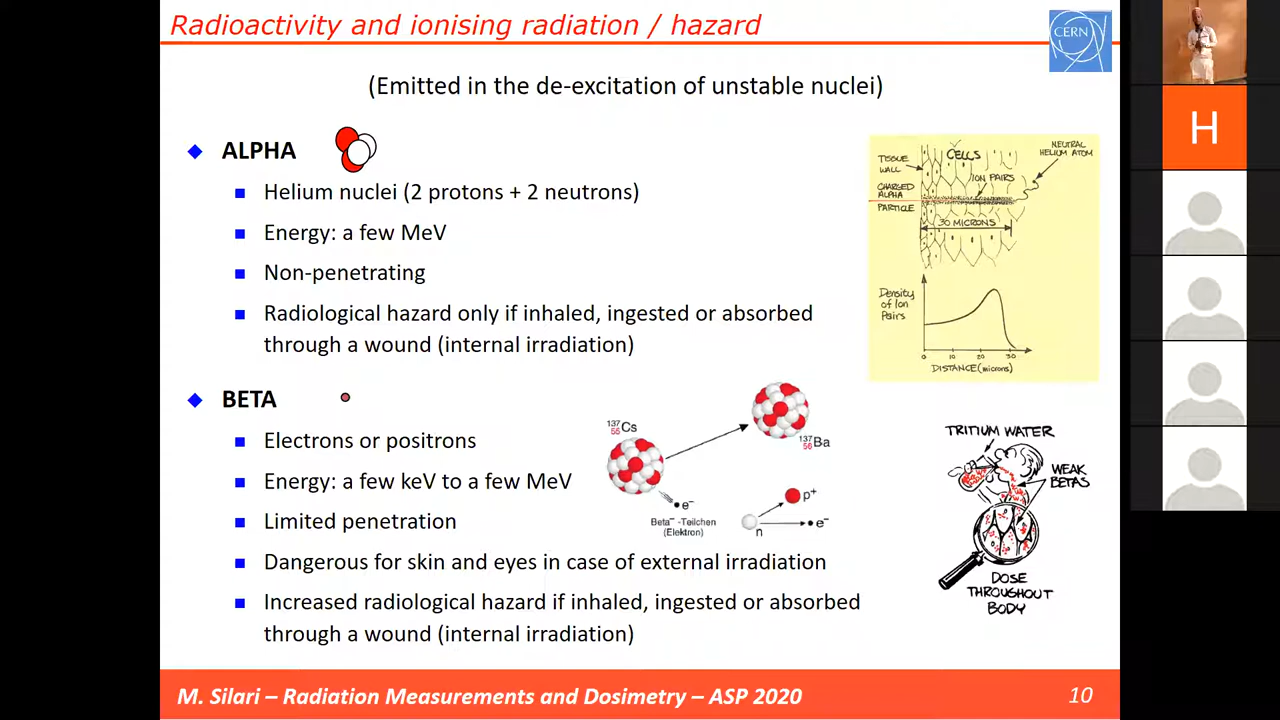 Radioactivity and ionising radiation / hazard
CERN
(Emitted in the de-excitation of unstable nuclei)
ALPHA
Helium nuclei (2 protons + 2 neutrons)
Energy: a few MeV
Non-penetrating
Radiological hazard only if inhaled, ingested or absorbed
through a wound (internal irradiation)
TISSUE
WALL
CELLS
NEUTRAL
HELIUM ATOM
ION PAIRS
CHARGED
ALPHA
PARTICLE
30 MICRONS
Density
of Ion
Pairs
0 10 20 30
DISTANCE (microns)
BETA
Electrons or positrons
Energy: a few keV to a few MeV
Limited penetration
Dangerous for skin and eyes in case of external irradiation
Increased radiological hazard if inhaled, ingested or absorbed
through a wound (internal irradiation)
137
55
Cs
137
56
Ba
e⁻
Beta⁻ -Teilchen
(Elektron)
n
p⁺
e⁻
TRITIUM WATER
WEAK
BETAS
DOSE
THROUGHOUT
BODY
M. Silari – Radiation Measurements and Dosimetry – ASP 2020
10
H